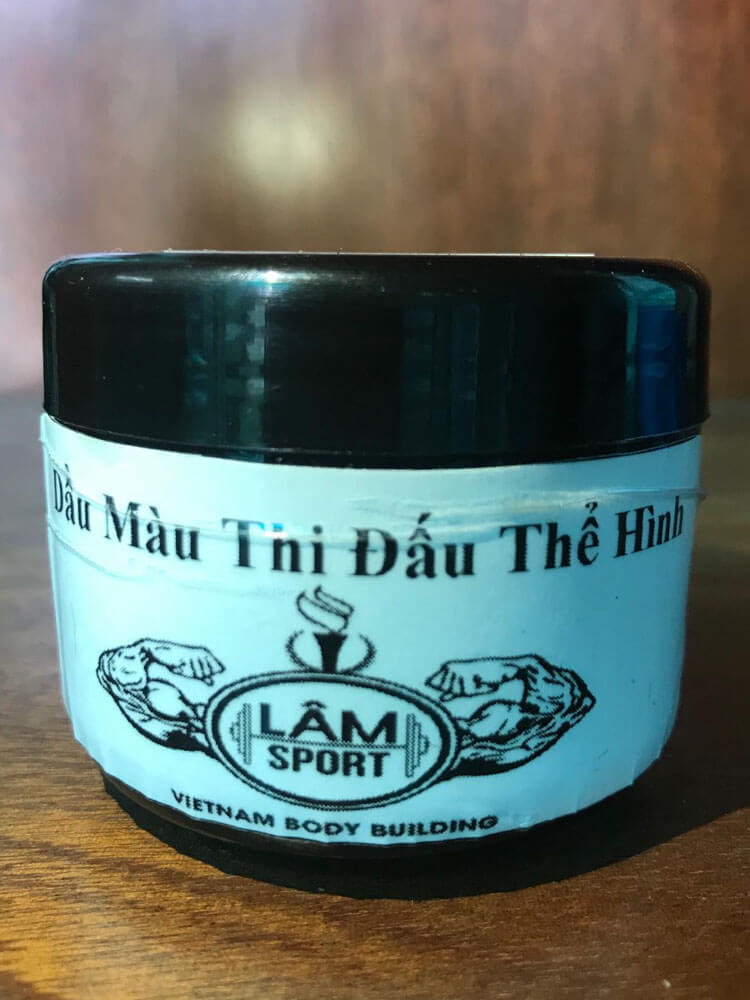 Dầu Màu Thi Đấu Thể Hình
LÂM
SPORT
VIETNAM BODY BUILDING